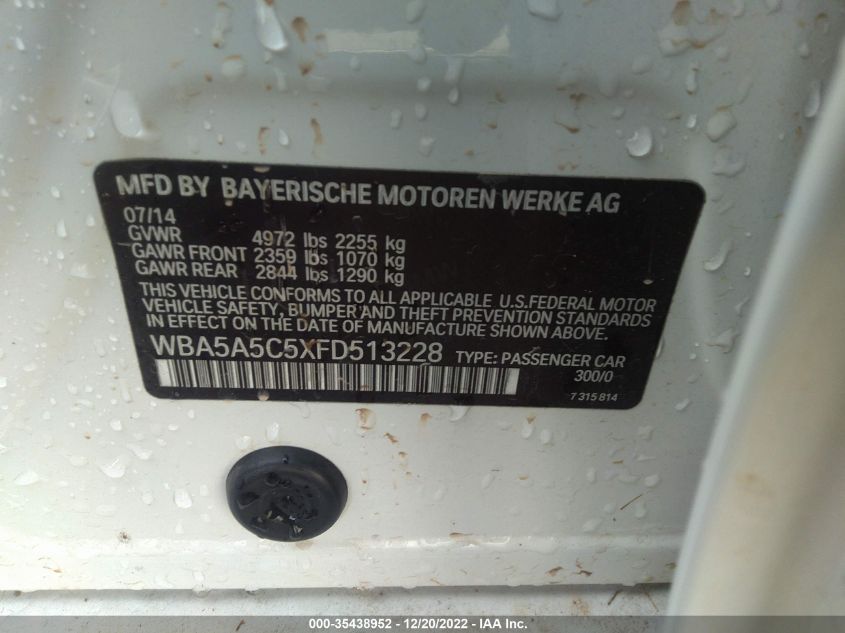 MFD BY BAYERISCHE MOTOREN WERKE AG
07/14
GVWR 4972 lbs 2255 kg
GAWR FRONT 2359 lbs 1070 kg
GAWR REAR 2844 lbs 1290 kg
THIS VEHICLE CONFORMS TO ALL APPLICABLE U.S.FEDERAL MOTOR
VEHICLE SAFETY, BUMPER AND THEFT PREVENTION STANDARDS
IN EFFECT ON THE DATE OF MANUFACTURE SHOWN ABOVE.
WBA5A5C5XFD513228 TYPE: PASSENGER CAR
300/0
7 315 814
000-35438952 - 12/20/2022 - IAA Inc.